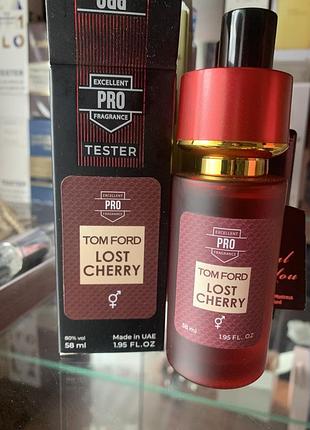 PRO
EXCELLENT
PRO
FRAGRANCE
TESTER
EXCELLENT
PRO
FRAGRANCE
TOM FORD
LOST
CHERRY
80% vol
58 ml
Made in UAE
1.95 FL.OZ
EXCELLENT
PRO
FRAGRANCE
TOM FORD
LOST
CHERRY
58 ml
1.95 FL.OZ